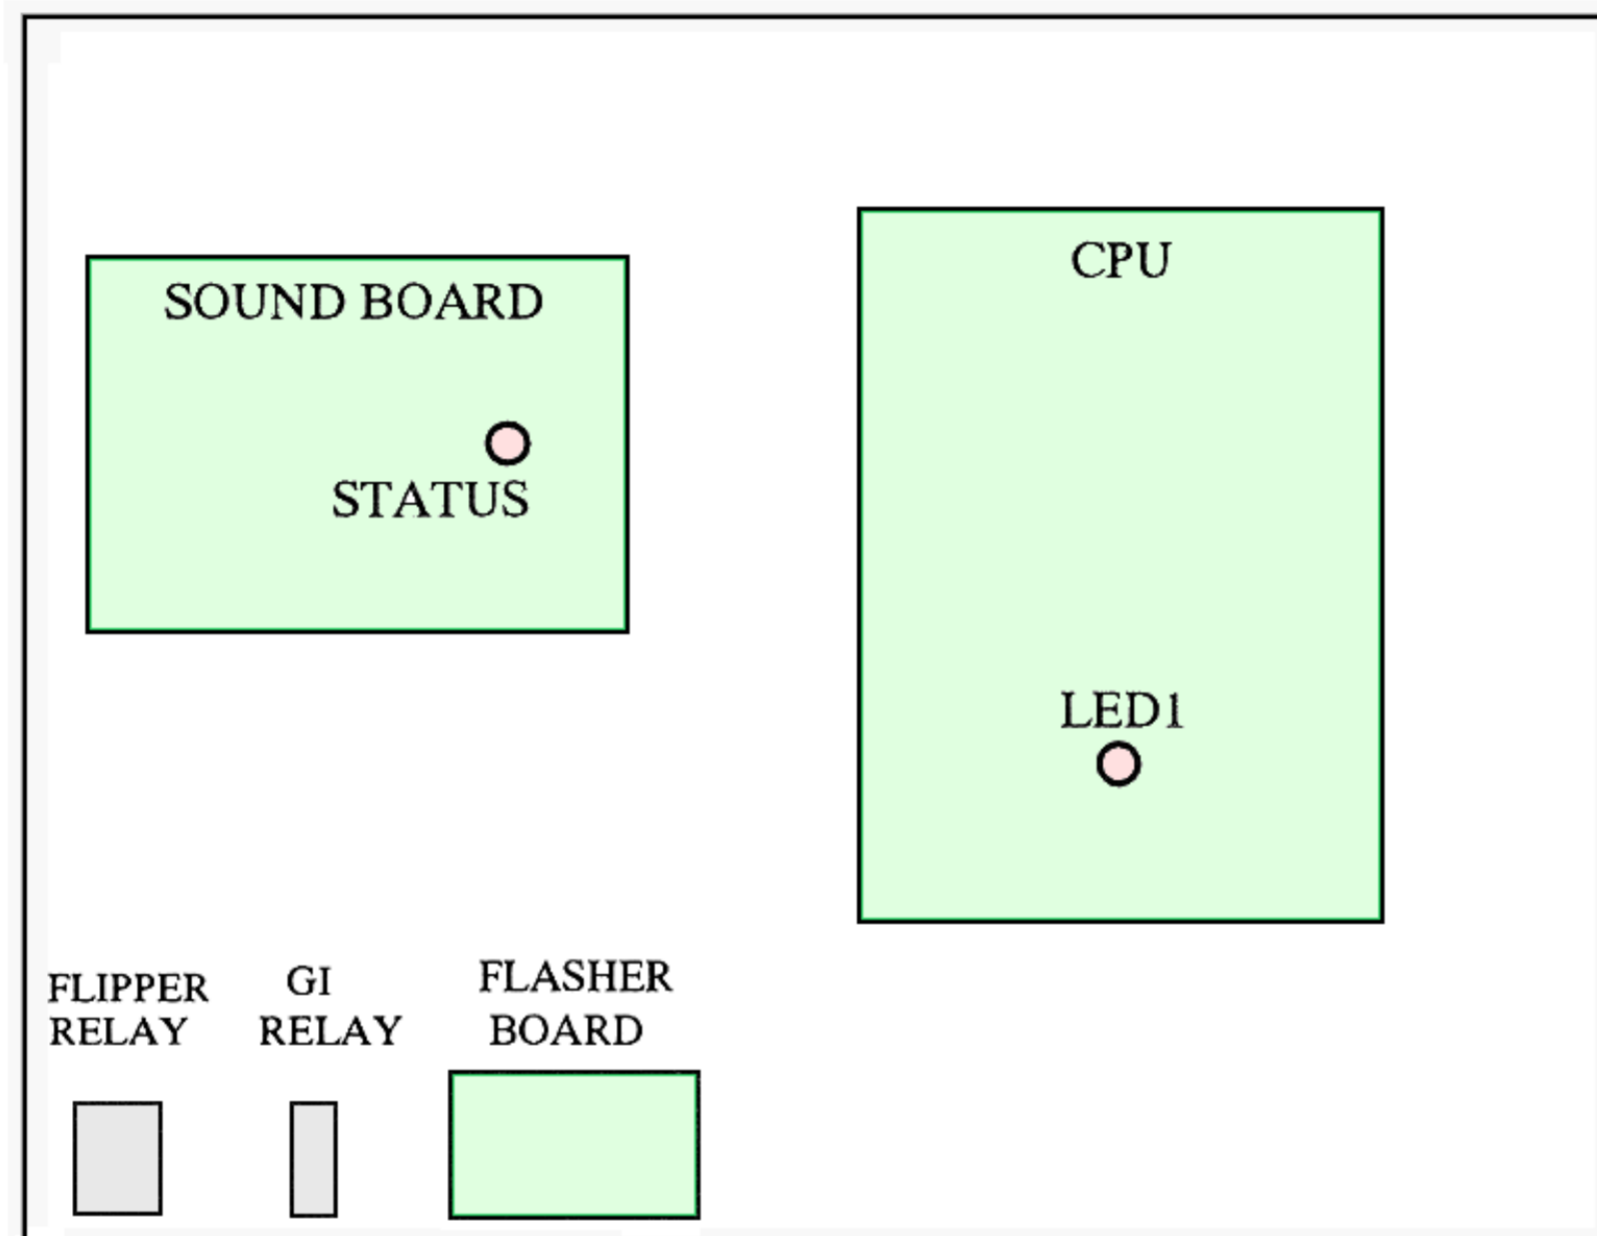 CPU
SOUND BOARD
STATUS
LED1
FLIPPER
RELAY
GI
RELAY
FLASHER
BOARD